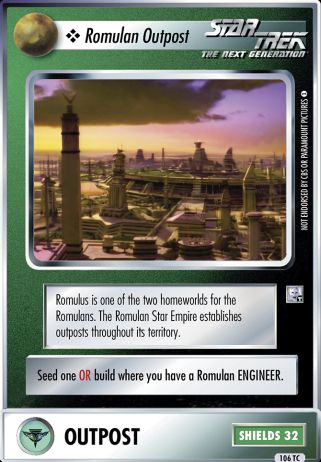 ❖ Romulan Outpost
STAR TREK
THE NEXT GENERATION
NOT ENDORSED BY CBS OR PARAMOUNT PICTURES
Romulus is one of the two homeworlds for the
Romulans. The Romulan Star Empire establishes
outposts throughout its territory.
Seed one OR build where you have a Romulan ENGINEER.
OUTPOST
SHIELDS 32
106 TC